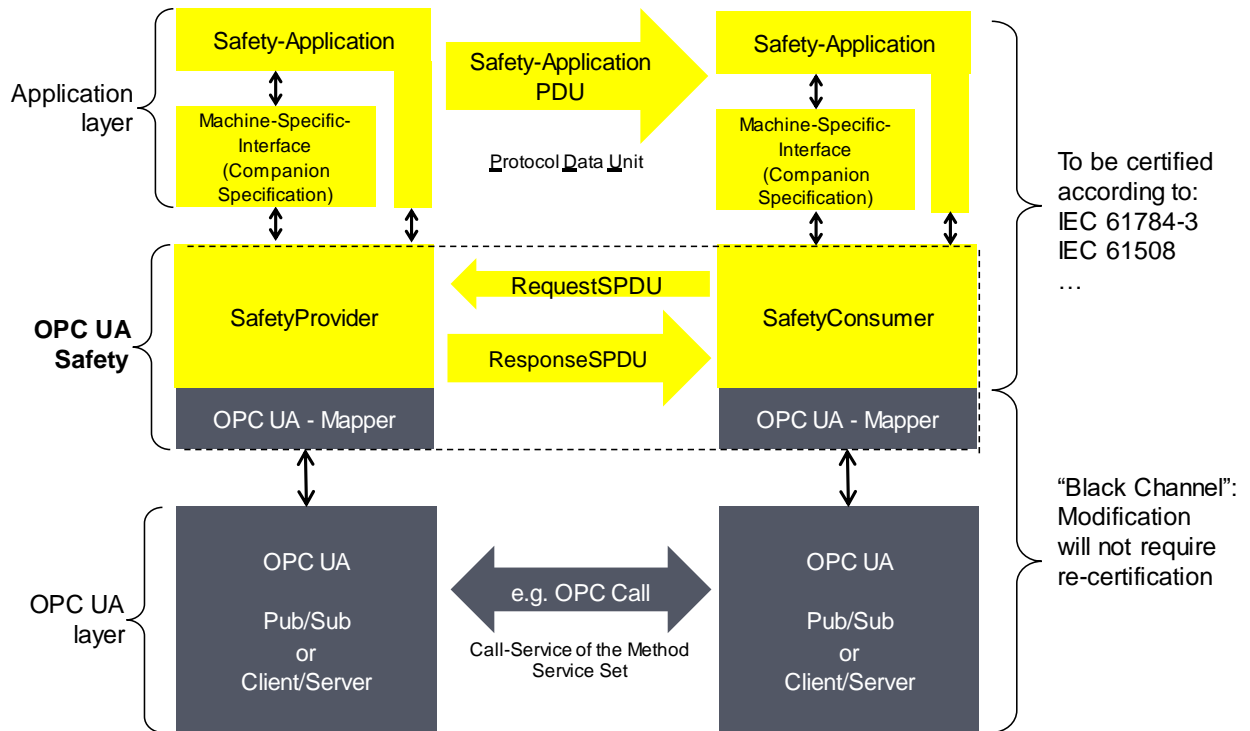 Application
layer
Safety-Application
Machine-Specific-
Interface
(Companion
Specification)
Safety-Application
PDU
Protocol Data Unit
Safety-Application
Machine-Specific-
Interface
(Companion
Specification)
To be certified
according to:
IEC 61784-3
IEC 61508
…
OPC UA
Safety
SafetyProvider
RequestSPDU
ResponseSPDU
SafetyConsumer
OPC UA - Mapper
OPC UA - Mapper
“Black Channel”:
Modification
will not require
re-certification
OPC UA
layer
OPC UA
Pub/Sub
or
Client/Server
e.g. OPC Call
Call-Service of the Method
Service Set
OPC UA
Pub/Sub
or
Client/Server